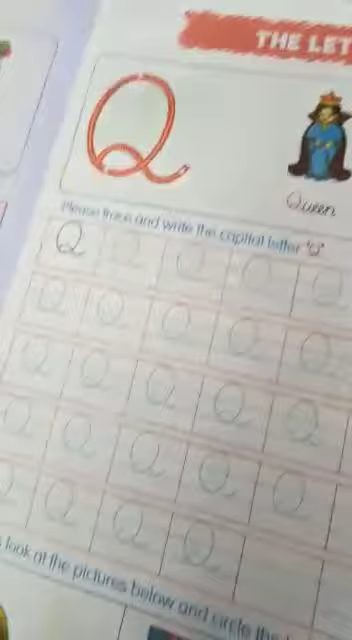 THE LET
Q
Queen
Please trace and write the capital letter "Q"
Q Q Q Q Q
Q Q Q Q Q
Q Q Q Q Q
Q Q Q Q Q
Q Q Q Q
look at the pictures below and circle the